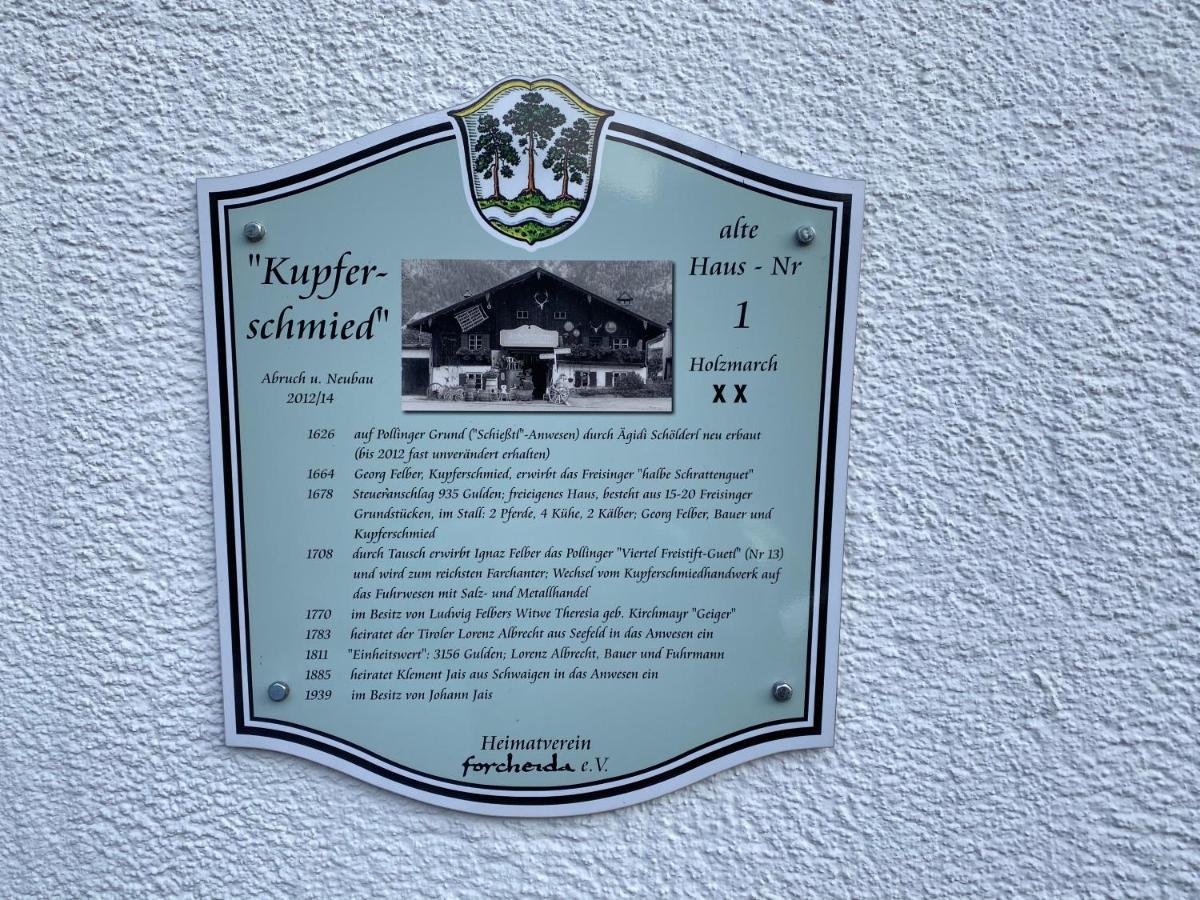 "Kupfer-
schmied"
Abruch u. Neubau
2012/14
alte
Haus - Nr
1
Holzmarch
X X
1626 auf Pollinger Grund ("Schießtl"-Anwesen) durch Ägidi Schölderl neu erbaut
(bis 2012 fast unverändert erhalten)
1664 Georg Felber, Kupferschmied, erwirbt das Freisinger "halbe Schrattenguet"
1678 Steueranschlag 935 Gulden; freieigenes Haus, besteht aus 15-20 Freisinger
Grundstücken, im Stall: 2 Pferde, 4 Kühe, 2 Kälber; Georg Felber, Bauer und
Kupferschmied
1708 durch Tausch erwirbt Ignaz Felber das Pollinger "Viertel Freistift-Guetl" (Nr 13)
und wird zum reichsten Farchanter; Wechsel vom Kupferschmiedhandwerk auf
das Fuhrwesen mit Salz- und Metallhandel
1770 im Besitz von Ludwig Felbers Witwe Theresia geb. Kirchmayr "Geiger"
1783 heiratet der Tiroler Lorenz Albrecht aus Seefeld in das Anwesen ein
1811 "Einheitswert": 3156 Gulden; Lorenz Albrecht, Bauer und Fuhrmann
1885 heiratet Klement Jais aus Schwaigen in das Anwesen ein
1939 im Besitz von Johann Jais
Heimatverein
forcheida e.V.